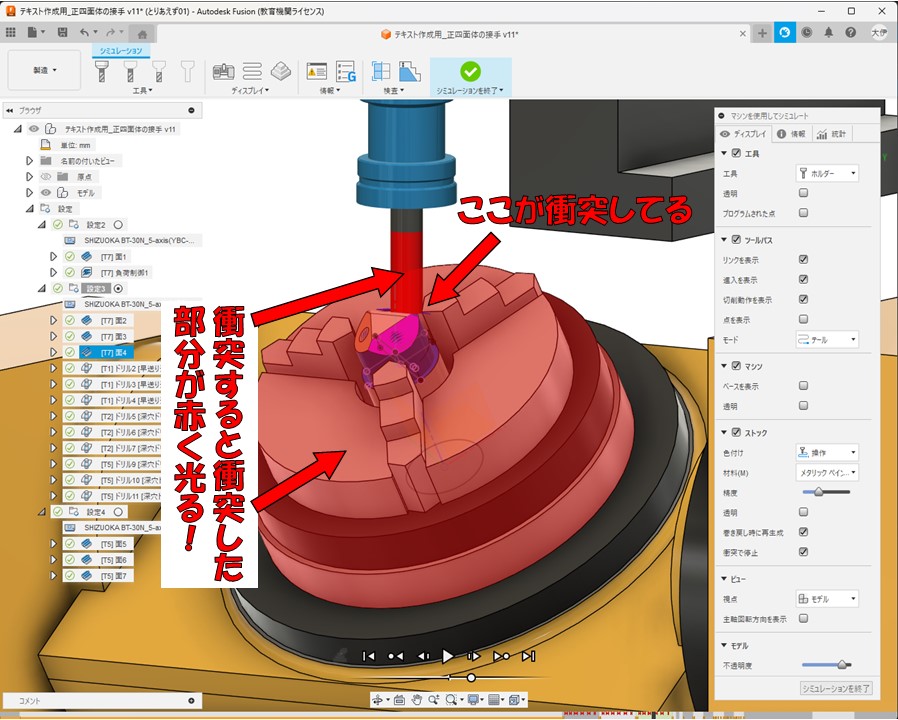 テキスト作成用_正四面体の接手 v11* (とりあえず01) - Autodesk Fusion (教育機関ライセンス)
テキスト作成用_正四面体の接手 v11*
大伊
シミュレーション
製造
工具
ディスプレイ
情報
検査
シミュレーションを終了
ブラウザ
テキスト作成用_正四面体の接手 v11
単位: mm
名前の付いたビュー
原点
モデル
設定
設定2
SHIZUOKA BT-30N_5-axis(YBC-...
[T7] 面1
[T7] 負荷制御1
設定3
SHIZUOKA BT-30N_5-ax
[T7] 面2
[T7] 面3
[T7] 面4
[T1] ドリル2 [早送り
[T1] ドリル3 [早送り
[T1] ドリル4 [早送り
[T2] ドリル5 [深穴ド
[T2] ドリル6 [深穴ド
[T2] ドリル7 [深穴ド
[T5] ドリル9 [深穴ド
[T5] ドリル10 [深穴
[T5] ドリル11 [深穴
設定4
SHIZUOKA BT-30N_5-ax
[T5] 面5
[T5] 面6
[T5] 面7
コメント
ここが衝突してる
衝突すると衝突した
部分が赤く光る！
Y
マシンを使用してシミュレート
ディスプレイ 情報 統計
工具
工具 ホルダー
透明
プログラムされた点
ツールパス
リンクを表示
進入を表示
切削動作を表示
点を表示
モード テール
マシン
ベースを表示
透明
ストック
色付け 操作
材料(M) メタリック ペイン...
精度
透明
巻き戻し時に再生成
衝突で停止
ビュー
視点 モデル
主軸回転方向を表示
モデル
不透明度
シミュレーションを終了